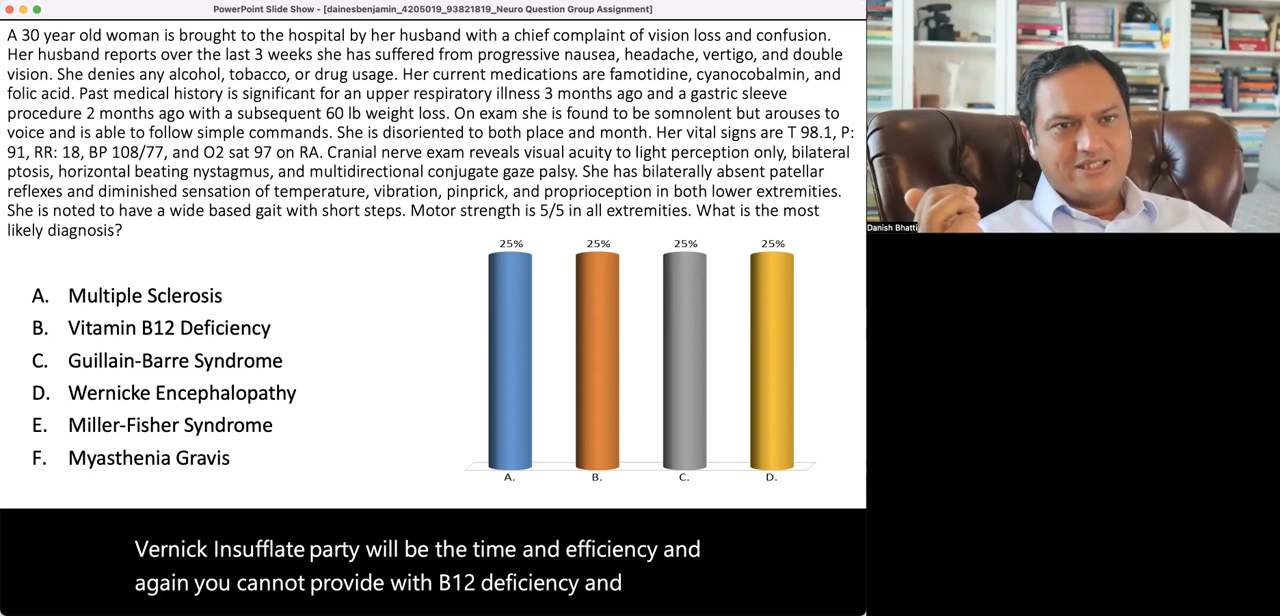 PowerPoint Slide Show - [dainesbenjamin_4205019_93821819_Neuro Question Group Assignment]
A 30 year old woman is brought to the hospital by her husband with a chief complaint of vision loss and confusion.
Her husband reports over the last 3 weeks she has suffered from progressive nausea, headache, vertigo, and double
vision. She denies any alcohol, tobacco, or drug usage. Her current medications are famotidine, cyanocobalmin, and
folic acid. Past medical history is significant for an upper respiratory illness 3 months ago and a gastric sleeve
procedure 2 months ago with a subsequent 60 lb weight loss. On exam she is found to be somnolent but arouses to
voice and is able to follow simple commands. She is disoriented to both place and month. Her vital signs are T 98.1, P:
91, RR: 18, BP 108/77, and O2 sat 97 on RA. Cranial nerve exam reveals visual acuity to light perception only, bilateral
ptosis, horizontal beating nystagmus, and multidirectional conjugate gaze palsy. She has bilaterally absent patellar
reflexes and diminished sensation of temperature, vibration, pinprick, and proprioception in both lower extremities.
She is noted to have a wide based gait with short steps. Motor strength is 5/5 in all extremities. What is the most
likely diagnosis?
25% 25% 25% 25%
A. Multiple Sclerosis
B. Vitamin B12 Deficiency
C. Guillain-Barre Syndrome
D. Wernicke Encephalopathy
E. Miller-Fisher Syndrome
F. Myasthenia Gravis
A. B. C. D.
Danish Bhatti
Vernick Insufflate party will be the time and efficiency and
again you cannot provide with B12 deficiency and